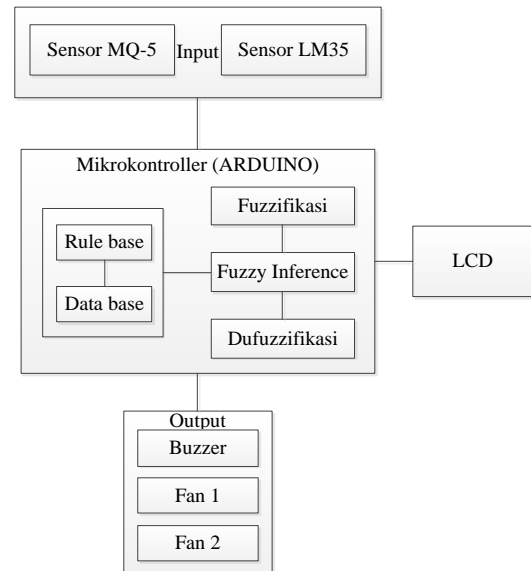 Sensor MQ-5
Input
Sensor LM35
Mikrokontroller (ARDUINO)
Rule base
Data base
Fuzzifikasi
Fuzzy Inference
Dufuzzifikasi
LCD
Output
Buzzer
Fan 1
Fan 2